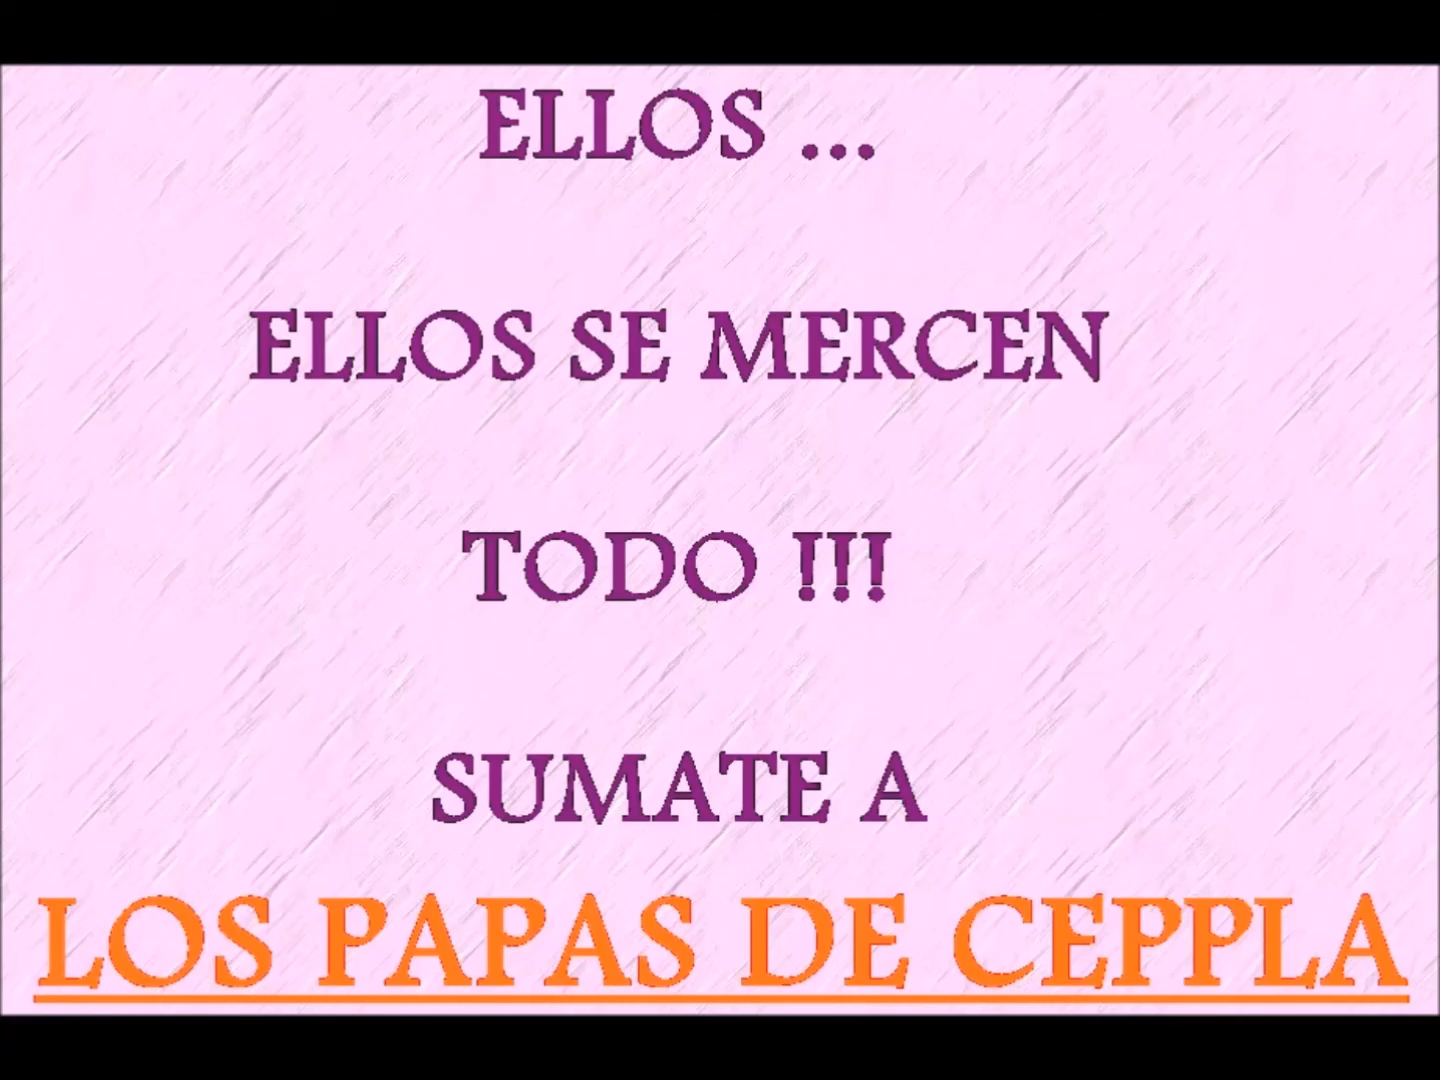 ELLOS ...
ELLOS SE MERCEN
TODO !!!
SUMATE A
LOS PAPAS DE CEPPLA